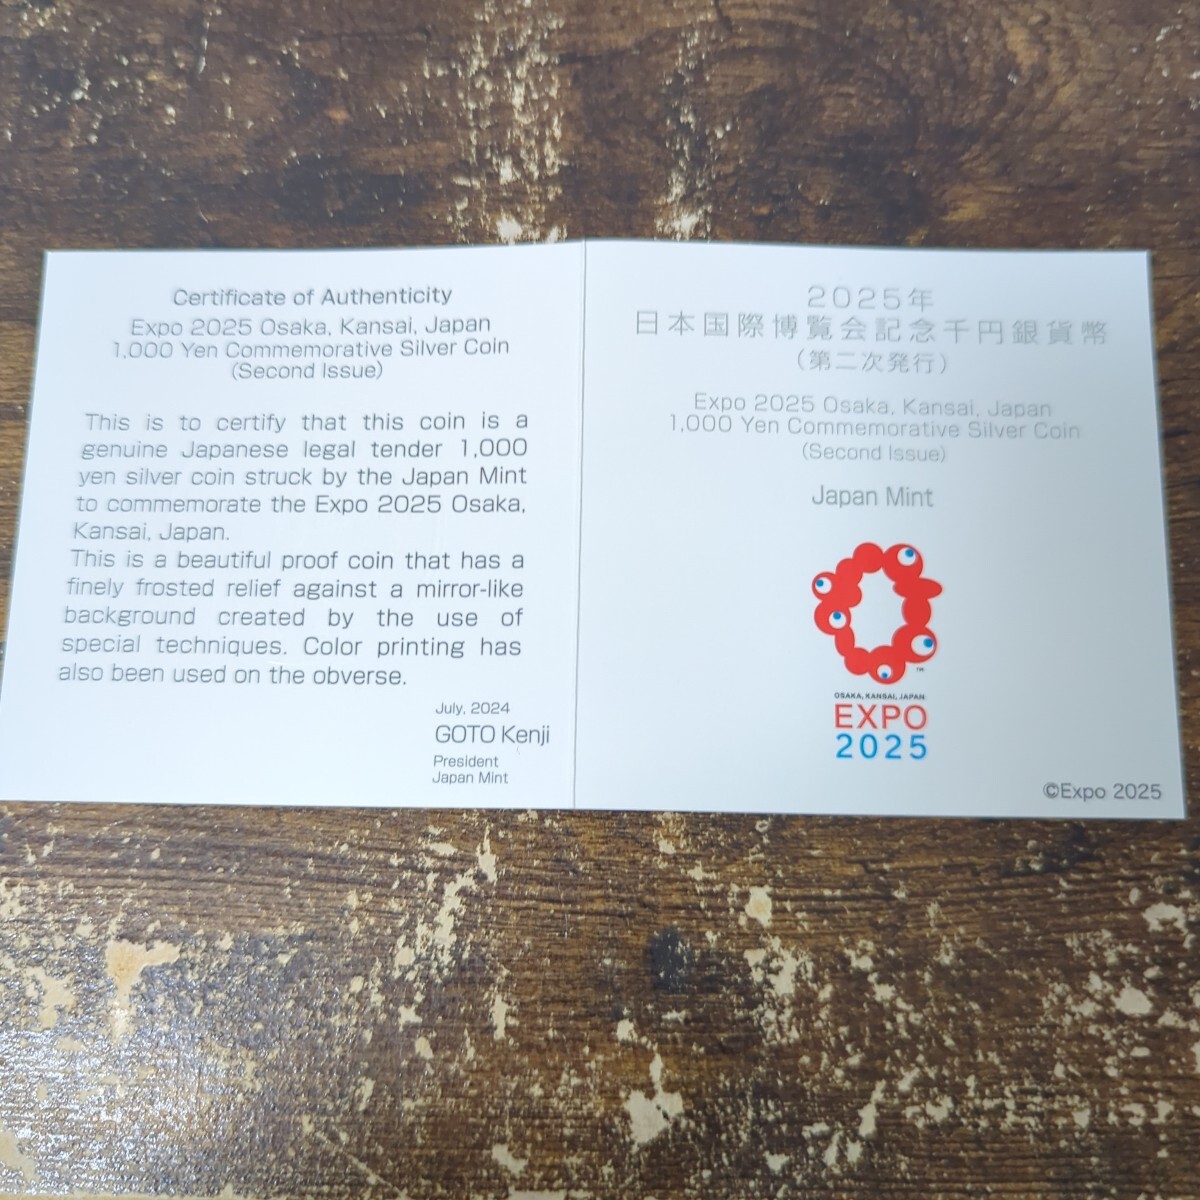 Certificate of Authenticity
Expo 2025 Osaka, Kansai, Japan
1,000 Yen Commemorative Silver Coin
(Second Issue)
This is to certify that this coin is a
genuine Japanese legal tender 1,000
yen silver coin struck by the Japan Mint
to commemorate the Expo 2025 Osaka,
Kansai, Japan.
This is a beautiful proof coin that has a
finely frosted relief against a mirror-like
background created by the use of
special techniques. Color printing has
also been used on the obverse.
July, 2024
GOTO Kenji
President
Japan Mint
2025年
日本国際博覧会記念千円銀貨幣
(第二次発行)
Expo 2025 Osaka, Kansai, Japan
1,000 Yen Commemorative Silver Coin
(Second Issue)
Japan Mint
™
OSAKA, KANSAI, JAPAN
EXPO
2025
©Expo 2025